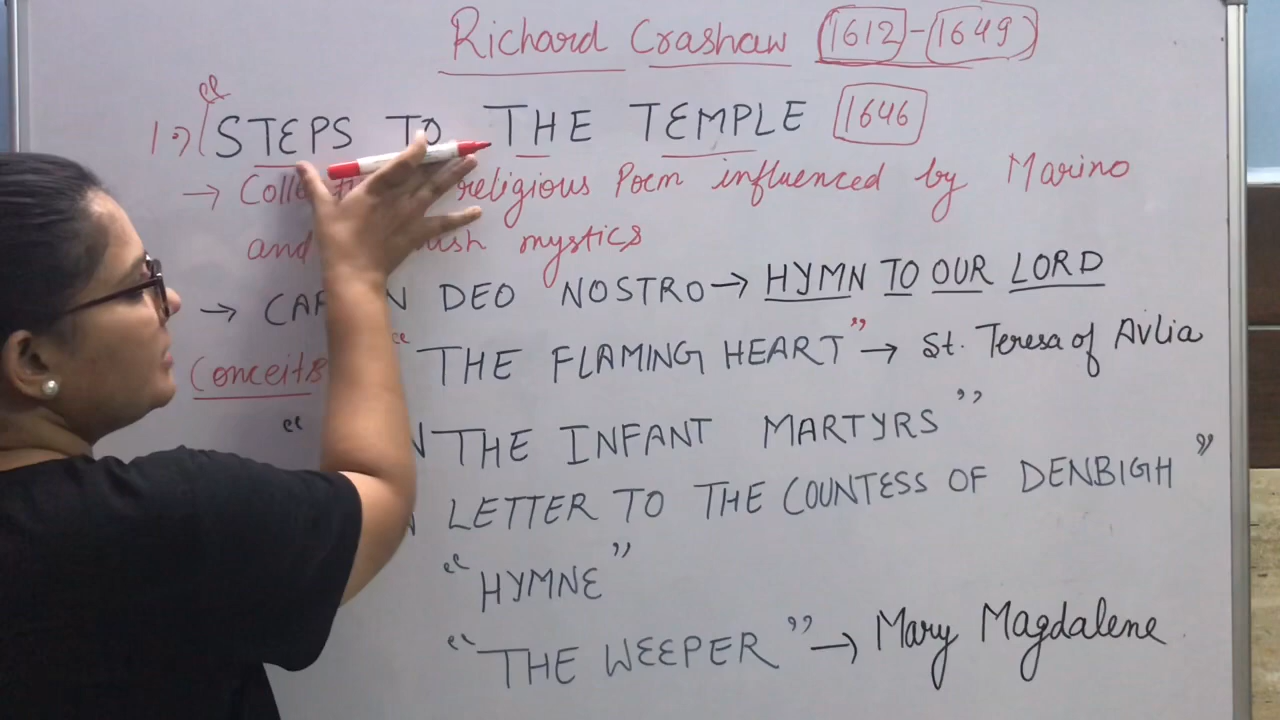 Richard Crashaw (1612 - 1649)
1.) "STEPS TO THE TEMPLE 1646
→ religious Poem influenced by Marino
and mystics
→ DEO NOSTRO → HYMN TO OUR LORD
Conceits " THE FLAMING HEART" → St. Teresa of Avlia
" THE INFANT MARTYRS"
LETTER TO THE COUNTESS OF DENBIGH"
"HYMNE"
"THE WEEPER" → Mary Magdalene